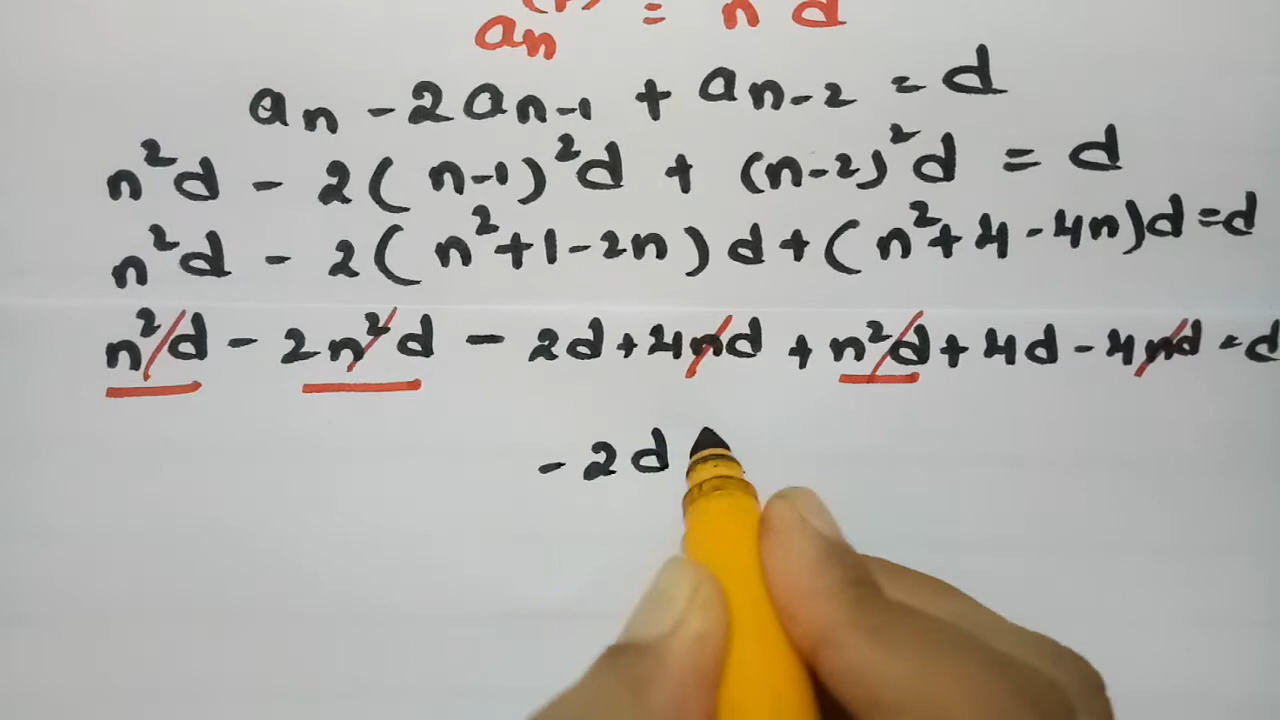 an = n d
an - 2an-1 + an-2 = d
n²d - 2(n-1)²d + (n-2)²d = d
n²d - 2(n²+1-2n)d+(n²+4-4n)d=d
n²d - 2n²d - 2d+4nd + n²d+4d-4nd=d
-2d